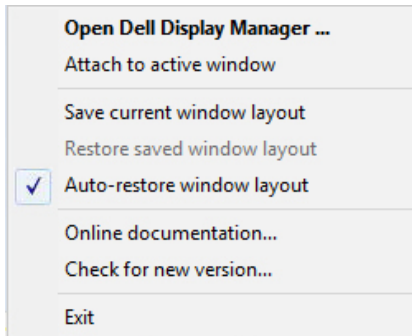 Open Dell Display Manager ...
Attach to active window
Save current window layout
Restore saved window layout
Auto-restore window layout
Online documentation...
Check for new version...
Exit